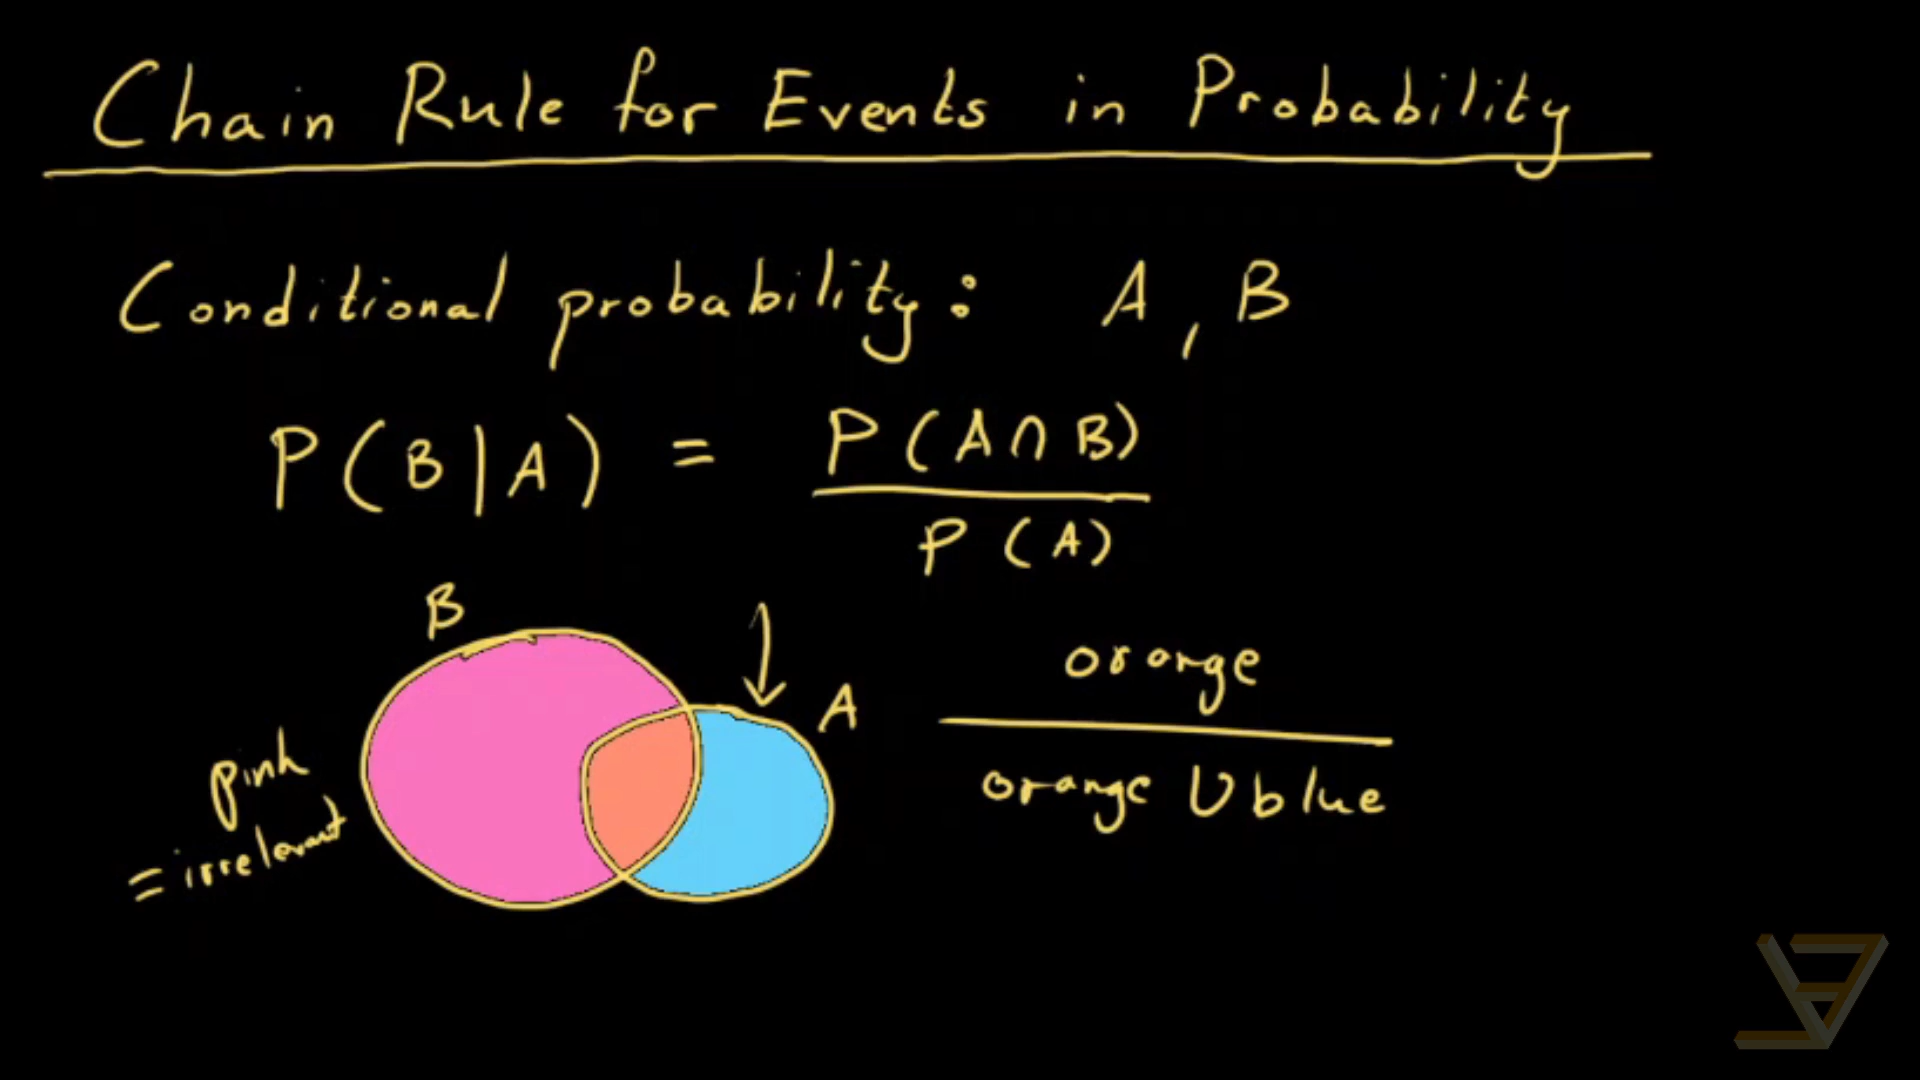 Chain Rule for Events in Probability
Conditional probability: A, B
P(B|A) = P(A∩B)
P(A)
B
A
orange
orange ∪ blue
pink
= irrelevant